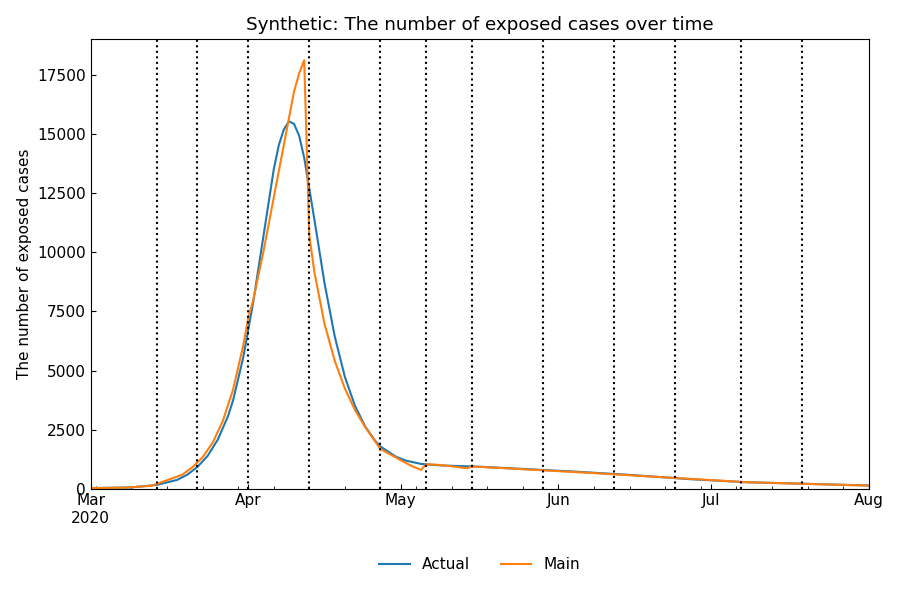 Synthetic: The number of exposed cases over time
The number of exposed cases
17500
15000
12500
10000
7500
5000
2500
0
Mar Apr May Jun Jul Aug
2020
Actual Main